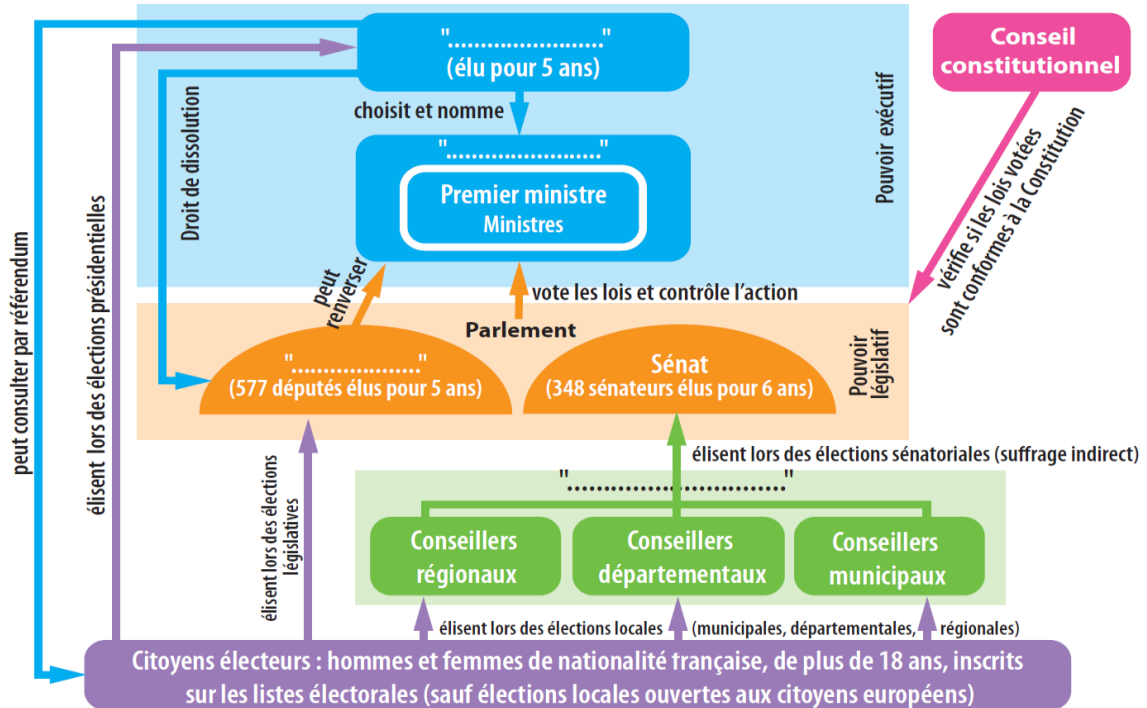 "......................."
(élu pour 5 ans)
choisit et nomme
"......................."
Premier ministre
Ministres
Pouvoir exécutif
Conseil
constitutionnel
vérifie si les lois votées
sont conformes à la Constitution
Droit de dissolution
élisent lors des élections présidentielles
peut consulter par référendum
peut
renverser
vote les lois et contrôle l'action
Parlement
"...................."
(577 députés élus pour 5 ans)
Sénat
(348 sénateurs élus pour 6 ans)
Pouvoir
législatif
élisent lors des élections sénatoriales (suffrage indirect)
".............................."
élisent lors des élections
législatives
Conseillers
régionaux
Conseillers
départementaux
Conseillers
municipaux
élisent lors des élections locales (municipales, départementales, régionales)
Citoyens électeurs : hommes et femmes de nationalité française, de plus de 18 ans, inscrits
sur les listes électorales (sauf élections locales ouvertes aux citoyens européens)